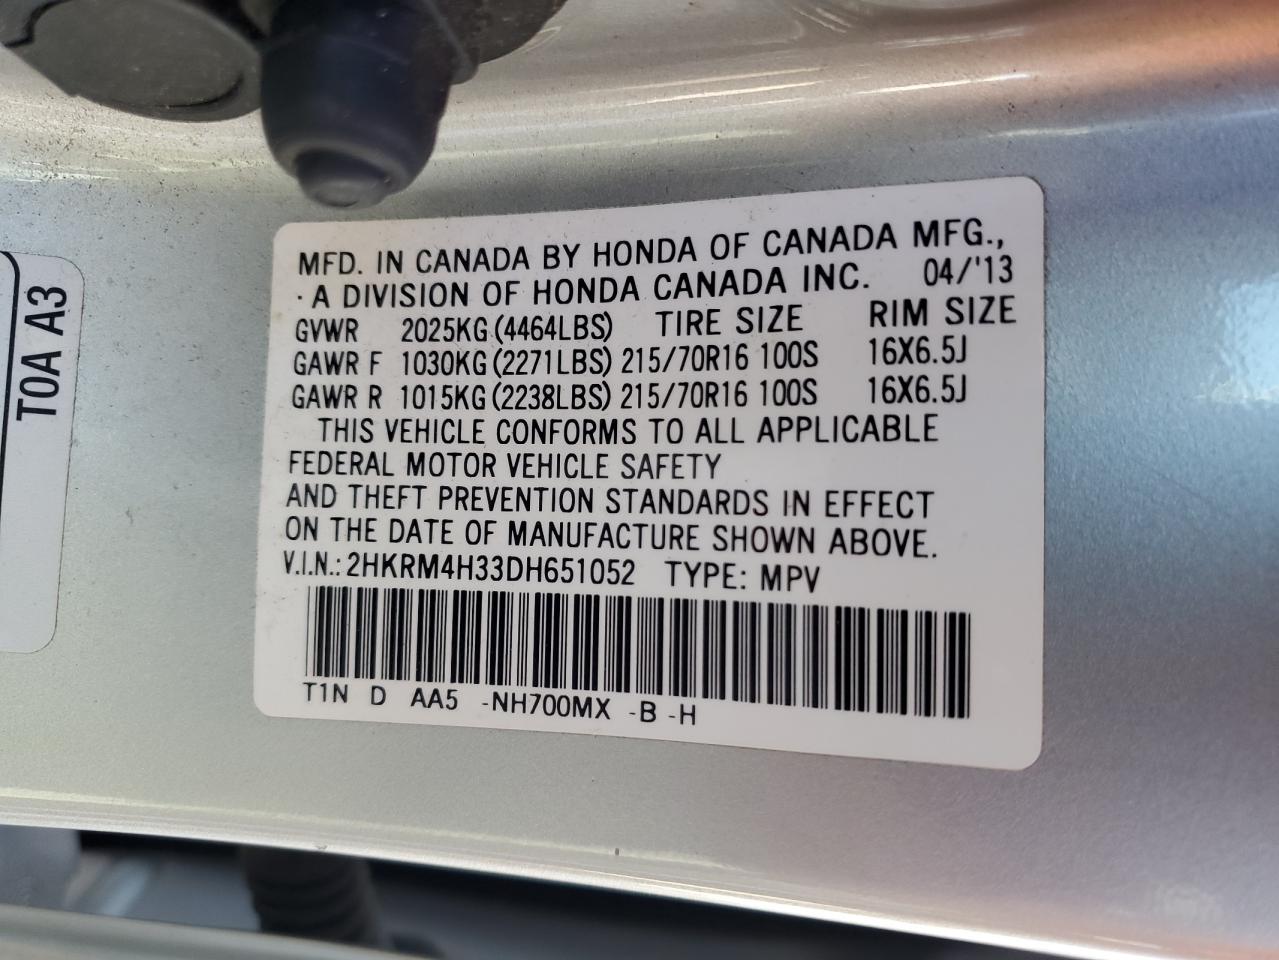 MFD. IN CANADA BY HONDA OF CANADA MFG.,
· A DIVISION OF HONDA CANADA INC. 04/'13
GVWR 2025KG (4464LBS) TIRE SIZE RIM SIZE
GAWR F 1030KG (2271LBS) 215/70R16 100S 16X6.5J
GAWR R 1015KG (2238LBS) 215/70R16 100S 16X6.5J
THIS VEHICLE CONFORMS TO ALL APPLICABLE
FEDERAL MOTOR VEHICLE SAFETY
AND THEFT PREVENTION STANDARDS IN EFFECT
ON THE DATE OF MANUFACTURE SHOWN ABOVE.
V.I.N.: 2HKRM4H33DH651052 TYPE: MPV
T1N D AA5 -NH700MX -B -H
T0A A3